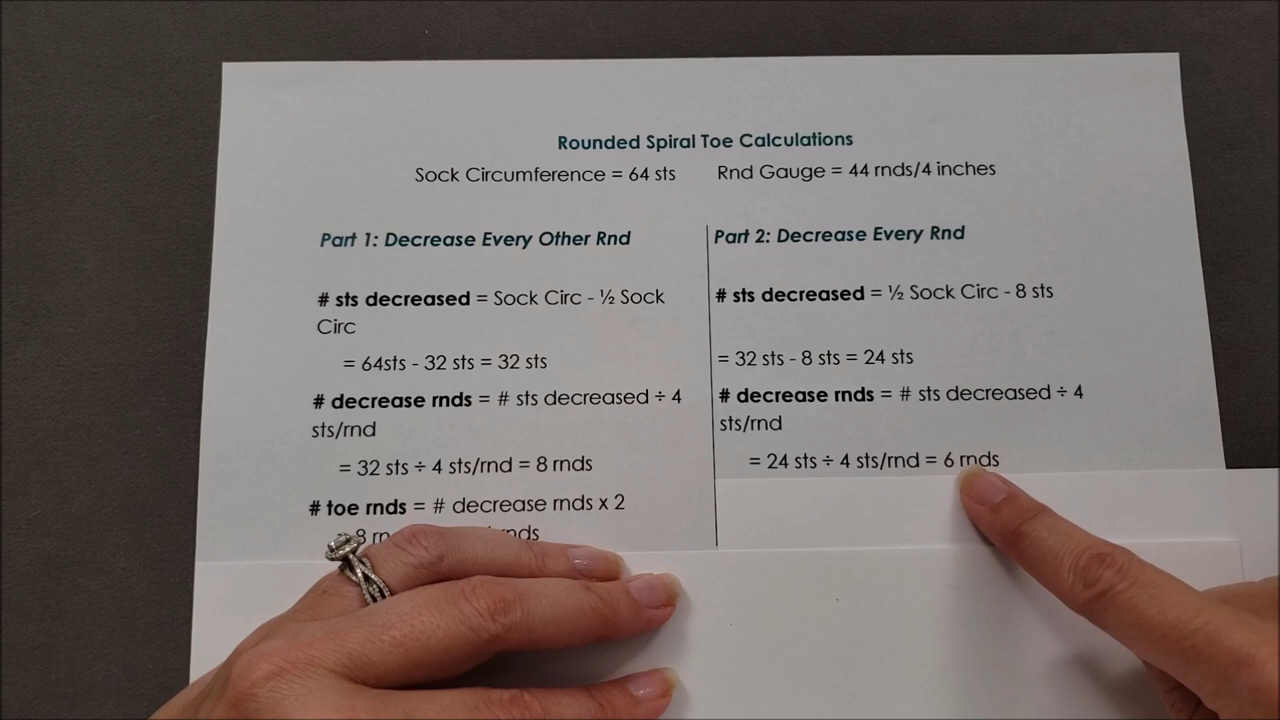 Rounded Spiral Toe Calculations
Sock Circumference = 64 sts Rnd Gauge = 44 rnds/4 inches
Part 1: Decrease Every Other Rnd
# sts decreased = Sock Circ - ½ Sock
Circ
= 64sts - 32 sts = 32 sts
# decrease rnds = # sts decreased ÷ 4
sts/rnd
= 32 sts ÷ 4 sts/rnd = 8 rnds
# toe rnds = # decrease rnds x 2
8
Part 2: Decrease Every Rnd
# sts decreased = ½ Sock Circ - 8 sts
= 32 sts - 8 sts = 24 sts
# decrease rnds = # sts decreased ÷ 4
sts/rnd
= 24 sts ÷ 4 sts/rnd = 6 rnds